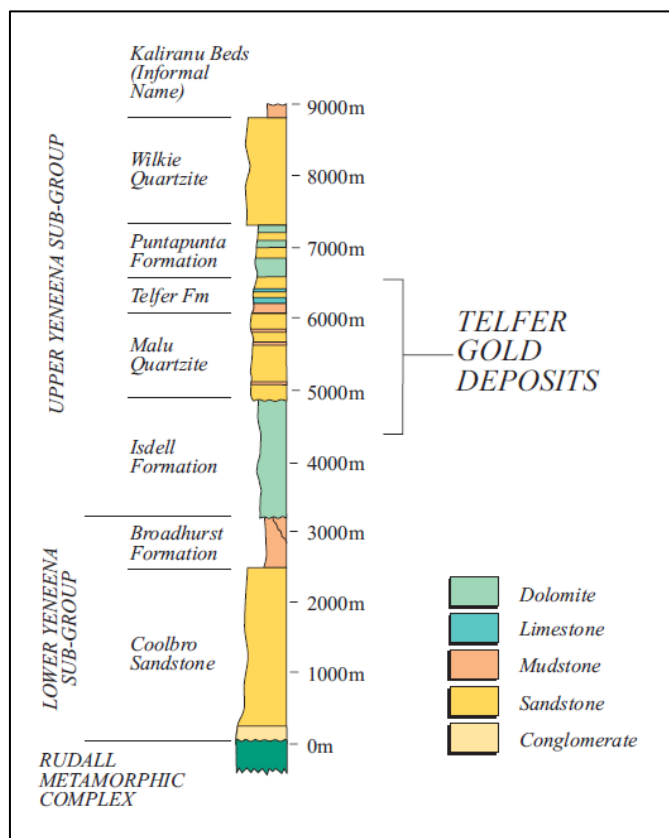 Kaliranu Beds
(Informal
Name)
9000m
Wilkie
Quartzite
8000m
UPPER YENEENA SUB-GROUP
Puntapunta
Formation
7000m
Telfer Fm
6000m
Malu
Quartzite
5000m
TELFER
GOLD
DEPOSITS
Isdell
Formation
4000m
Broadhurst
Formation
3000m
LOWER YENEENA
SUB-GROUP
2000m
Coolbro
Sandstone
1000m
0m
RUDALL
METAMORPHIC
COMPLEX
Dolomite
Limestone
Mudstone
Sandstone
Conglomerate